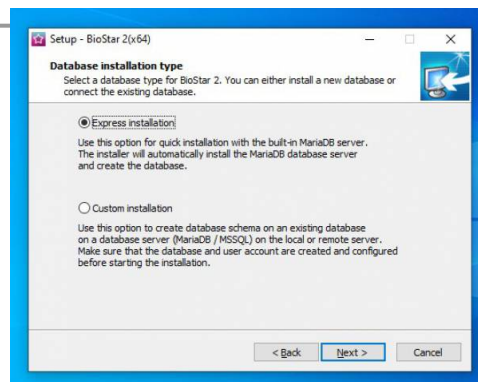 Setup - BioStar 2(x64)
Database installation type
Select a database type for BioStar 2. You can either install a new database or
connect the existing database.
Express installation
Use this option for quick installation with the built-in MariaDB server.
The installer will automatically install the MariaDB database server
and create the database.
Custom installation
Use this option to create database schema on an existing database
on a database server (MariaDB / MSSQL) on the local or remote server.
Make sure that the database and user account are created and configured
before starting the installation.
< Back Next > Cancel